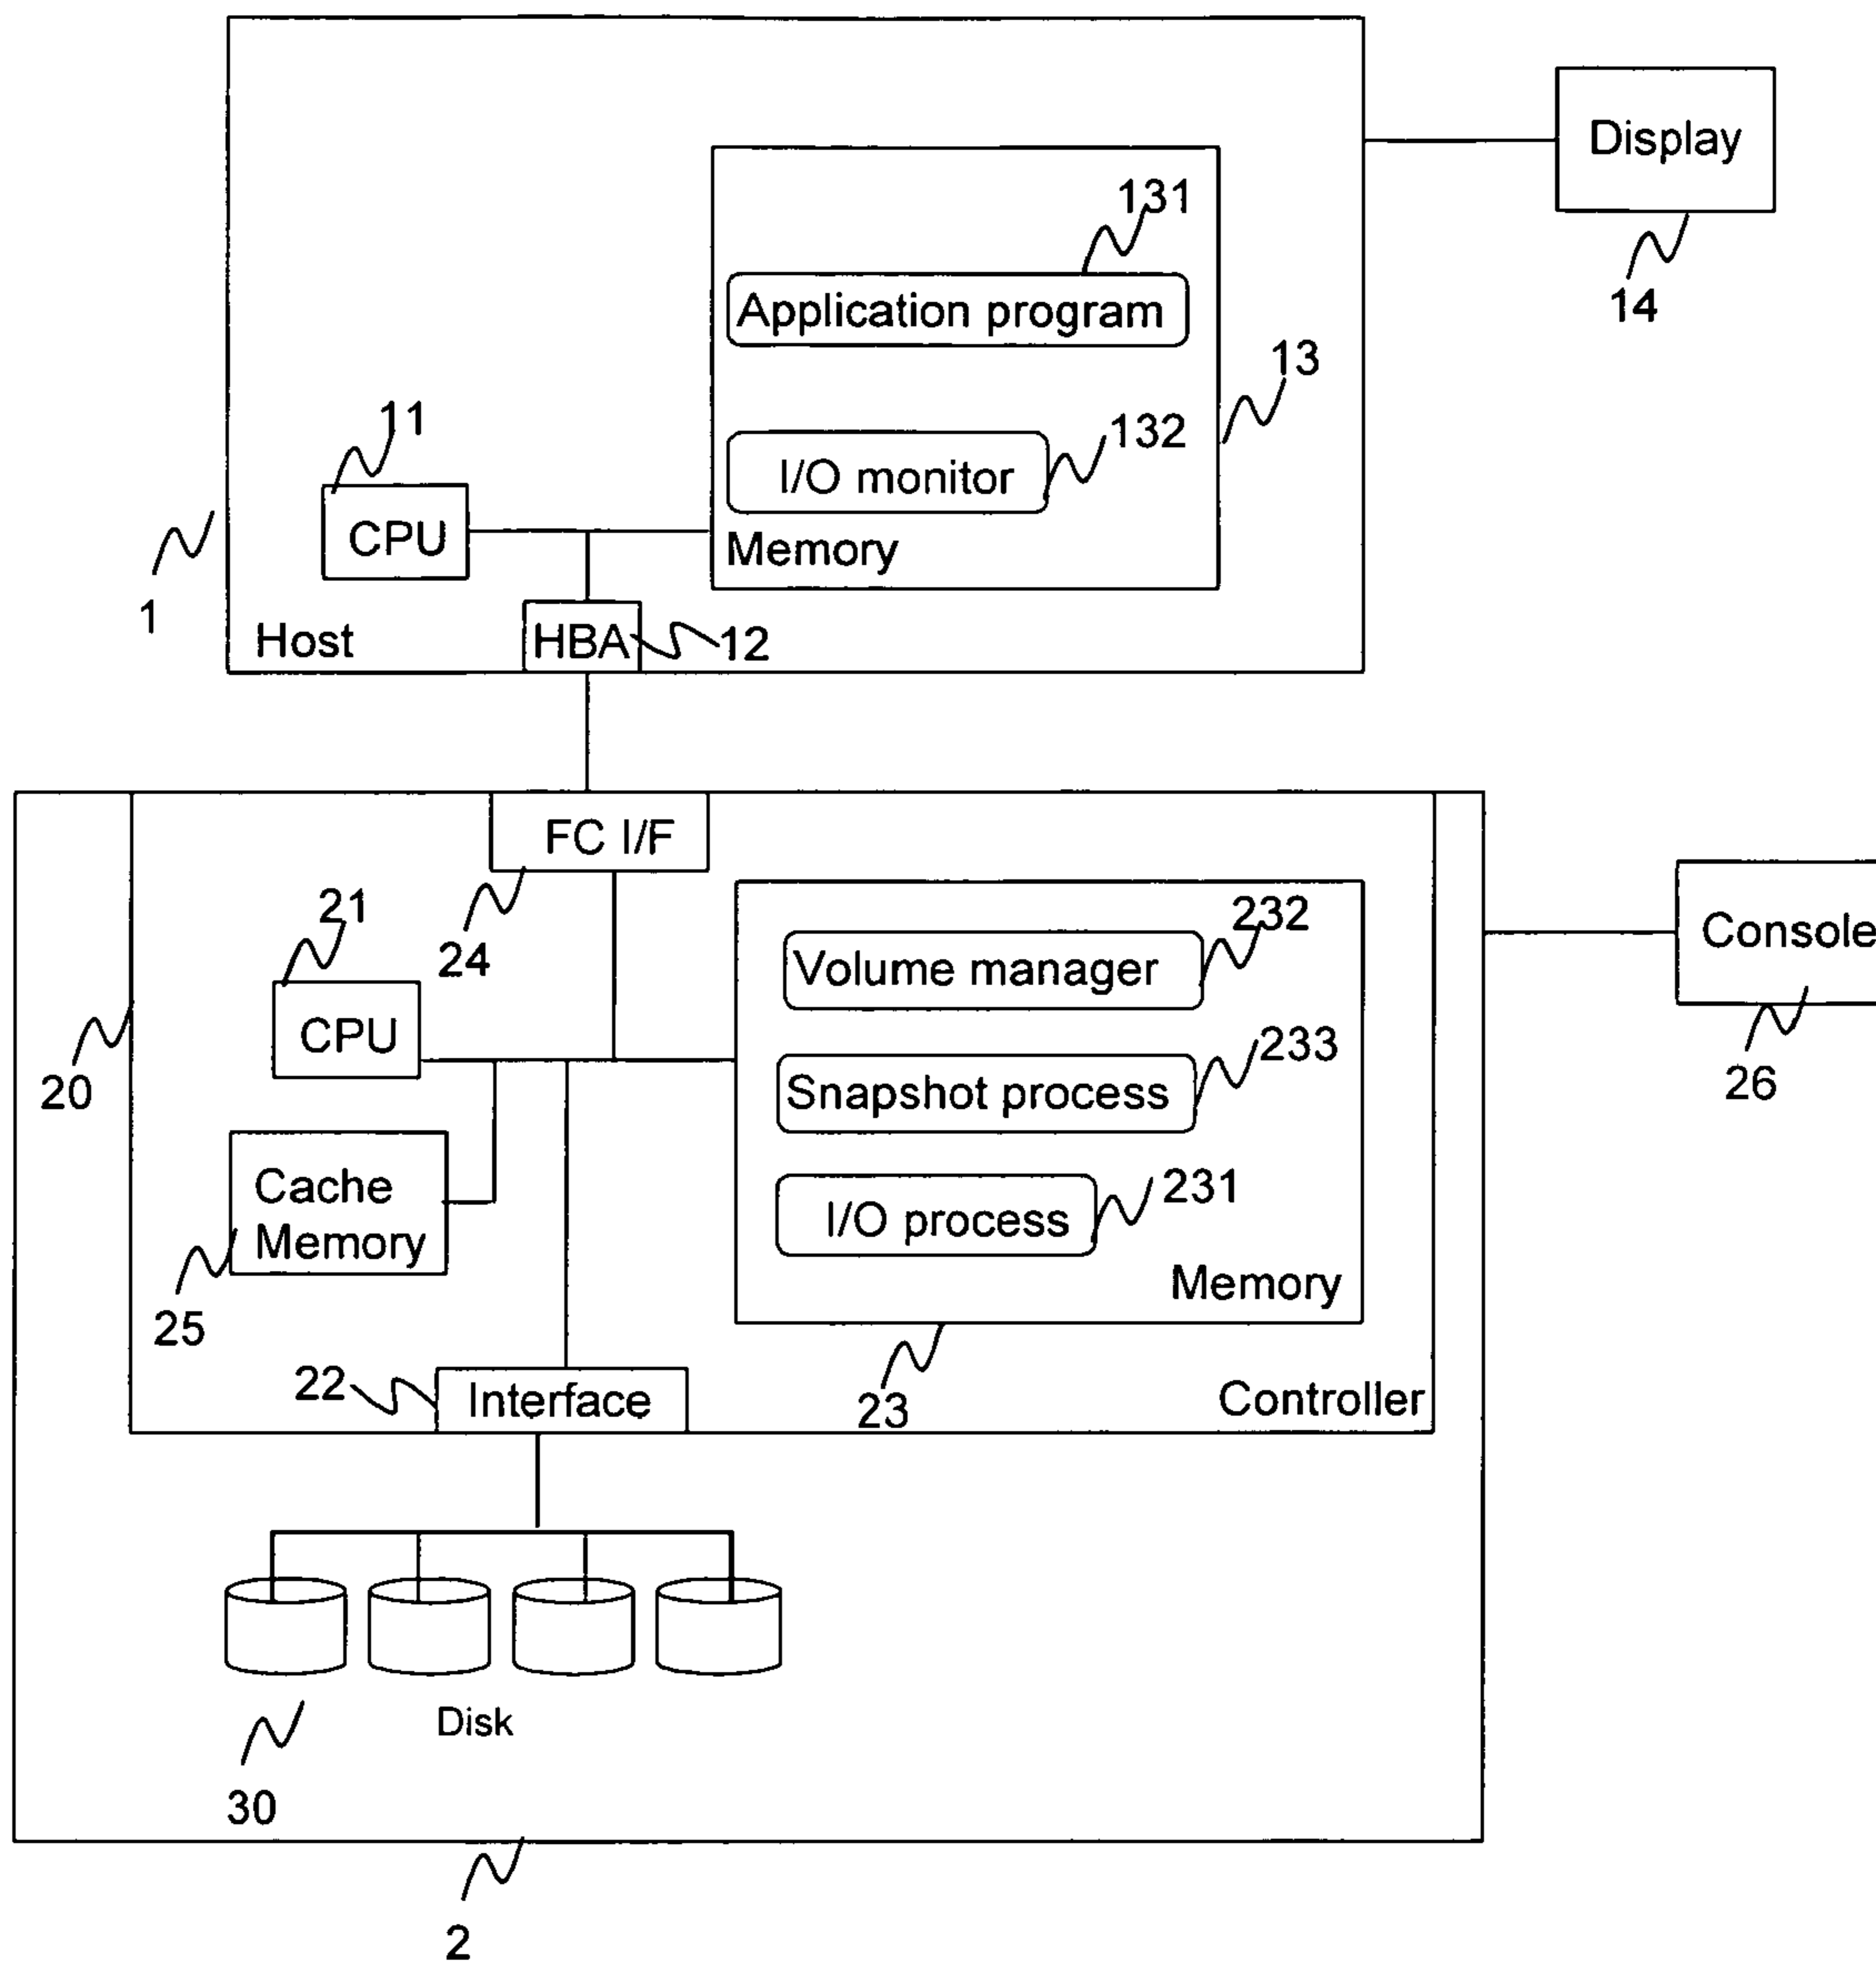 Display
14
131
Application program
13
11
132
I/O monitor
CPU
Memory
1
Host
HBA
12
FC I/F
24
21
232
Volume manager
Console
26
CPU
233
Snapshot process
20
Cache
Memory
231
I/O process
25
Memory
22
Interface
23
Controller
Disk
30
2